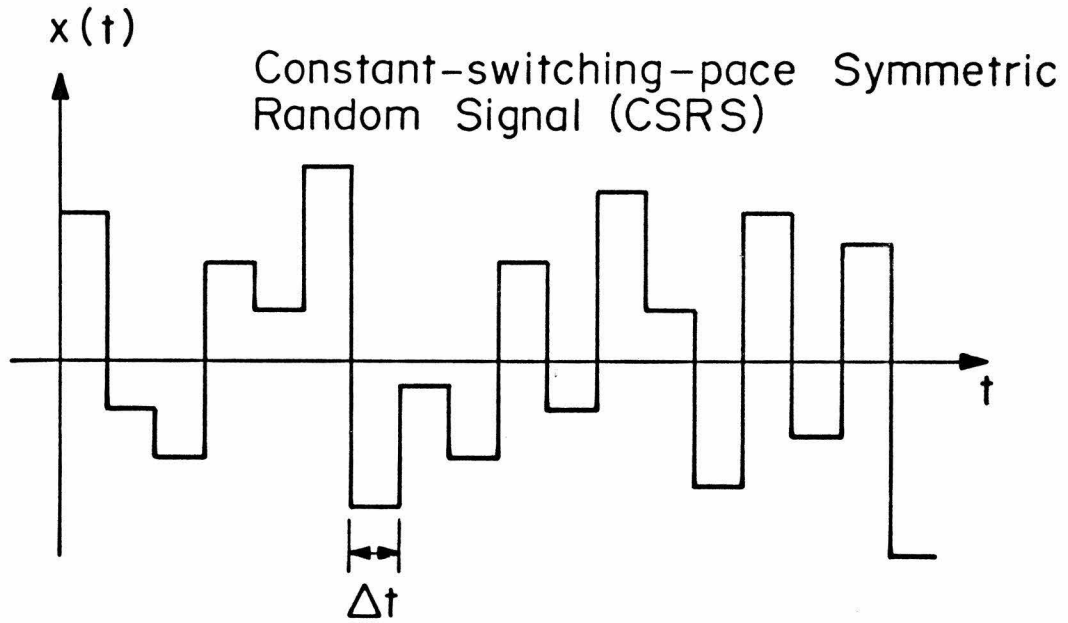 x(t)
Constant-switching-pace Symmetric
Random Signal (CSRS)
t
Δt